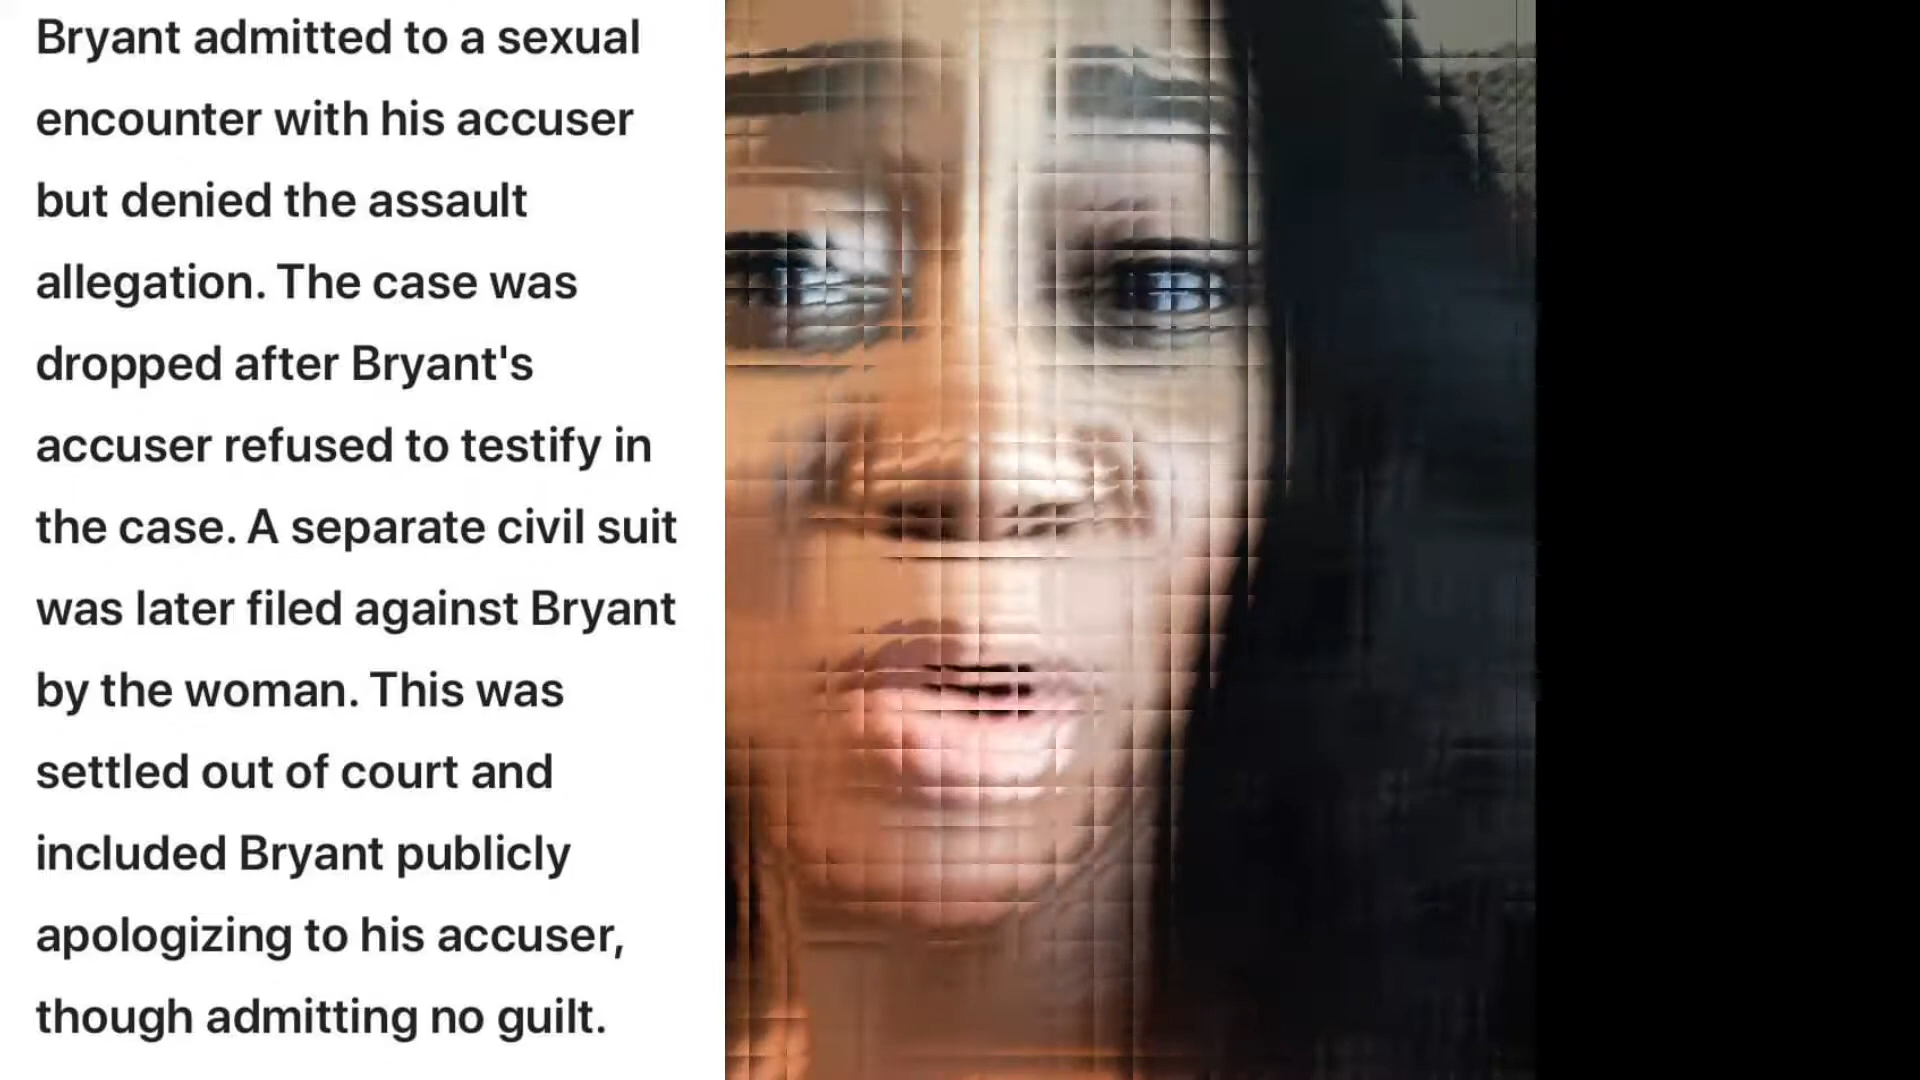 Bryant admitted to a sexual
encounter with his accuser
but denied the assault
allegation. The case was
dropped after Bryant's
accuser refused to testify in
the case. A separate civil suit
was later filed against Bryant
by the woman. This was
settled out of court and
included Bryant publicly
apologizing to his accuser,
though admitting no guilt.